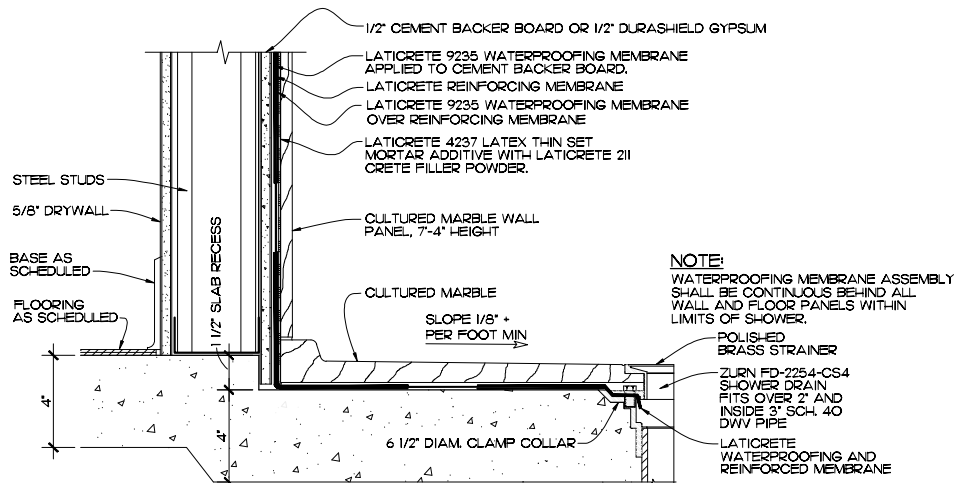 1/2" CEMENT BACKER BOARD OR 1/2" DURASHIELD GYPSUM
LATICRETE 9235 WATERPROOFING MEMBRANE
APPLIED TO CEMENT BACKER BOARD.
LATICRETE REINFORCING MEMBRANE
LATICRETE 9235 WATERPROOFING MEMBRANE
OVER REINFORCING MEMBRANE
LATICRETE 4237 LATEX THIN SET
MORTAR ADDITIVE WITH LATICRETE 211
CRETE FILLER POWDER.
STEEL STUDS
5/8" DRYWALL
CULTURED MARBLE WALL
PANEL, 7'-4" HEIGHT
BASE AS
SCHEDULED
1 1/2" SLAB RECESS
NOTE:
WATERPROOFING MEMBRANE ASSEMBLY
SHALL BE CONTINUOUS BEHIND ALL
WALL AND FLOOR PANELS WITHIN
LIMITS OF SHOWER.
FLOORING
AS SCHEDULED
CULTURED MARBLE
SLOPE 1/8" +
PER FOOT MIN
POLISHED
BRASS STRAINER
ZURN FD-2254-CS4
SHOWER DRAIN
FITS OVER 2" AND
INSIDE 3" SCH. 40
DWV PIPE
4"
4"
6 1/2" DIAM. CLAMP COLLAR
LATICRETE
WATERPROOFING AND
REINFORCED MEMBRANE